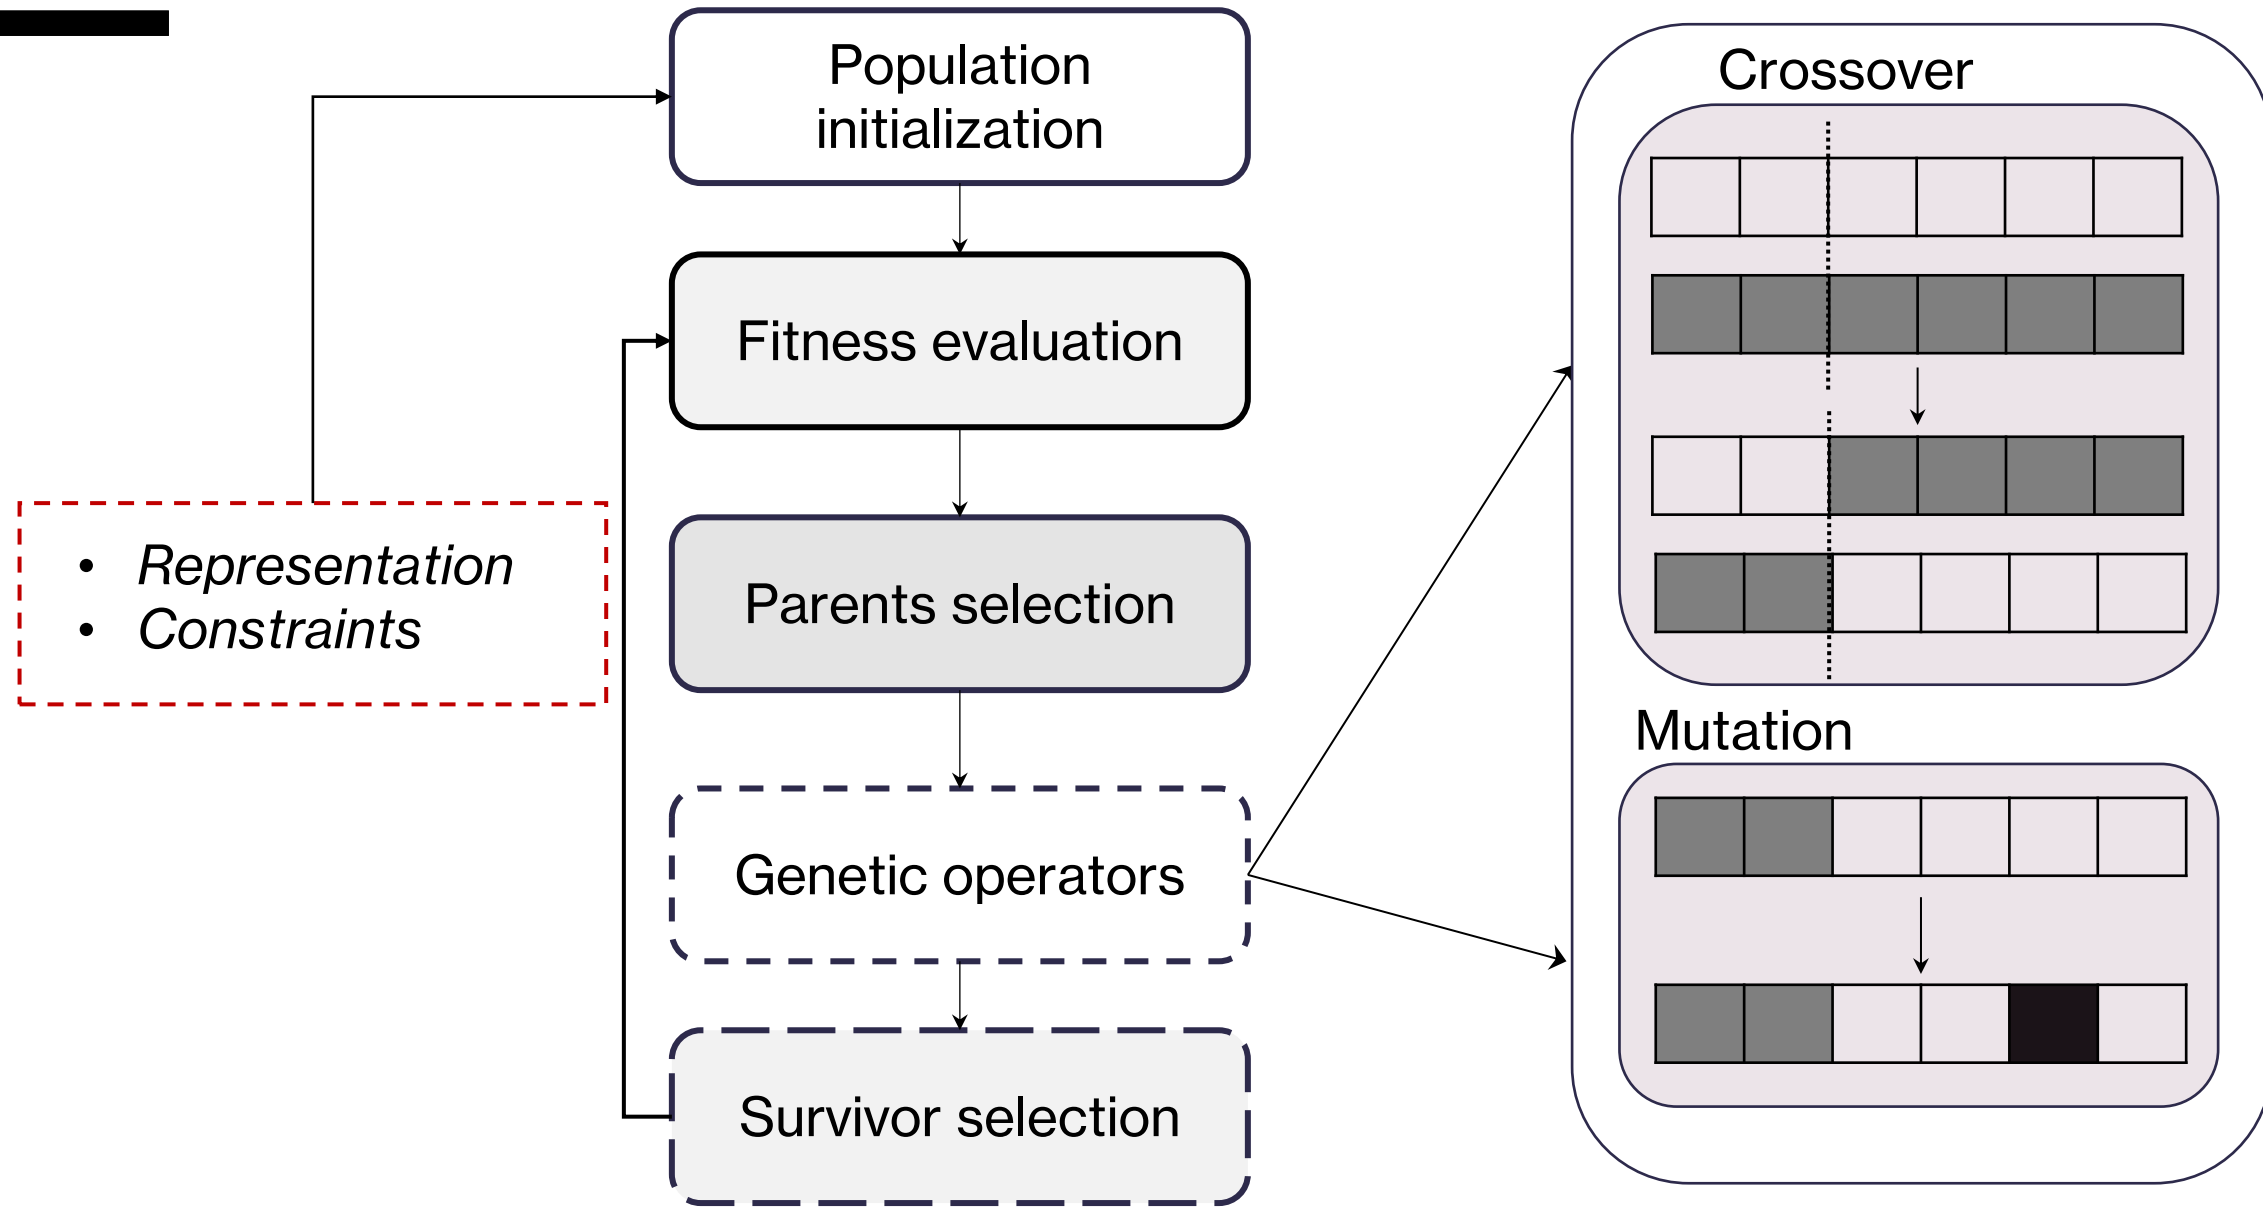 Population
initialization
Fitness evaluation
Parents selection
Genetic operators
Survivor selection
• Representation
• Constraints
Crossover
Mutation